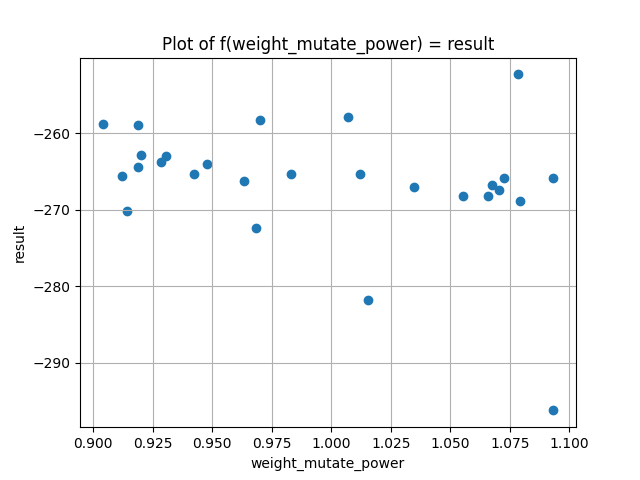 Plot of f(weight_mutate_power) = result
−260
−270
−280
−290
result
0.900 0.925 0.950 0.975 1.000 1.025 1.050 1.075 1.100
weight_mutate_power